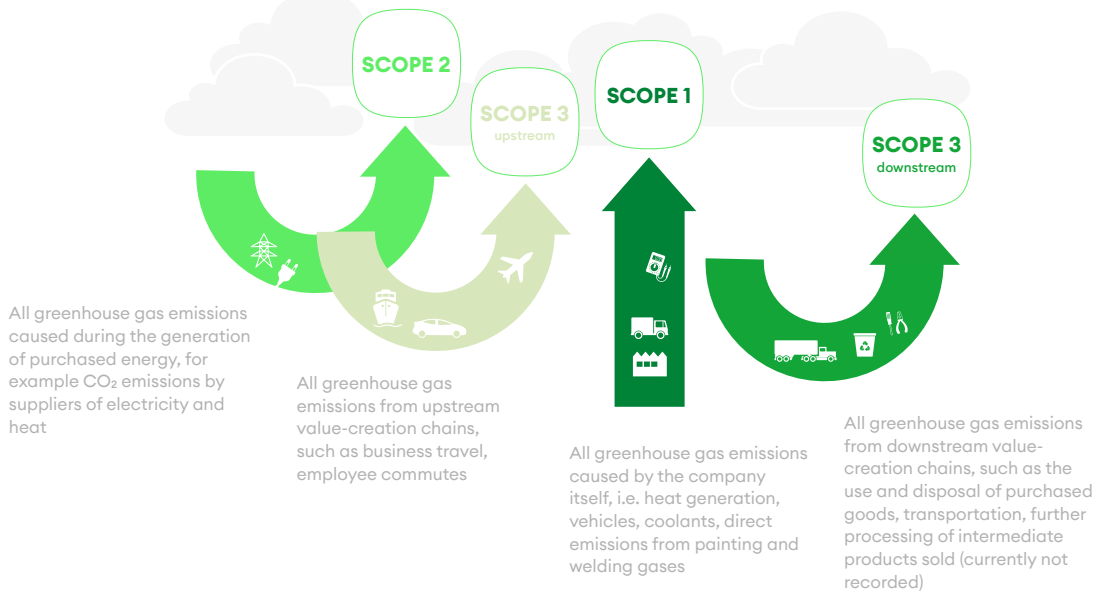 SCOPE 2
SCOPE 3
upstream
SCOPE 1
SCOPE 3
downstream
All greenhouse gas emissions
caused during the generation
of purchased energy, for
example CO₂ emissions by
suppliers of electricity and
heat
All greenhouse gas
emissions from upstream
value-creation chains,
such as business travel,
employee commutes
All greenhouse gas emissions
caused by the company
itself, i.e. heat generation,
vehicles, coolants, direct
emissions from painting and
welding gases
All greenhouse gas emissions
from downstream value-
creation chains, such as the
use and disposal of purchased
goods, transportation, further
processing of intermediate
products sold (currently not
recorded)